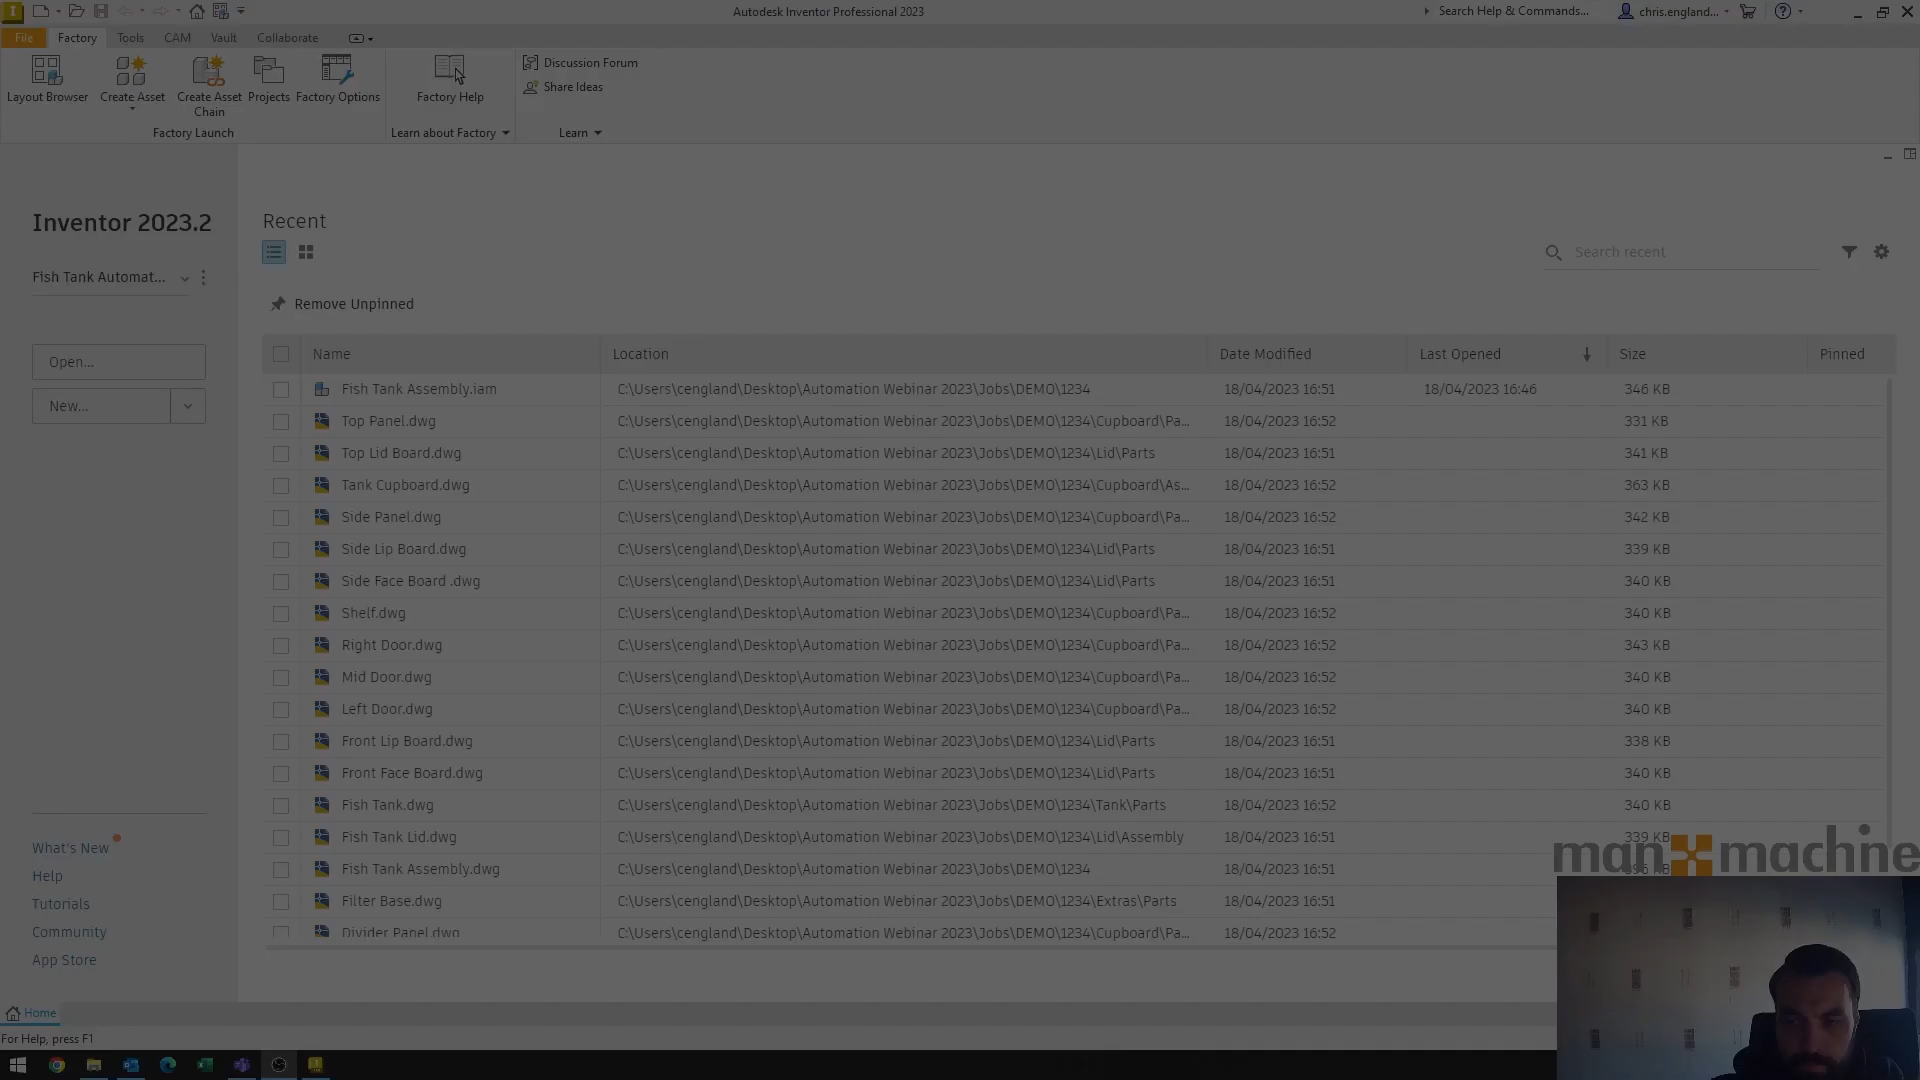 Autodesk Inventor Professional 2023
Search Help & Commands...
chris.england...
File Factory Tools CAM Vault Collaborate
Layout Browser
Create Asset
Create Asset Chain
Projects
Factory Options
Factory Launch
Factory Help
Learn about Factory
Discussion Forum
Share Ideas
Learn
Inventor 2023.2
Fish Tank Automat...
Open...
New...
What's New
Help
Tutorials
Community
App Store
Recent
Search recent
Remove Unpinned
Name Location Date Modified Last Opened Size Pinned
Fish Tank Assembly.iam C:\Users\cengland\Desktop\Automation Webinar 2023\Jobs\DEMO\1234 18/04/2023 16:51 18/04/2023 16:46 346 KB
Top Panel.dwg C:\Users\cengland\Desktop\Automation Webinar 2023\Jobs\DEMO\1234\Cupboard\Pa... 18/04/2023 16:52 331 KB
Top Lid Board.dwg C:\Users\cengland\Desktop\Automation Webinar 2023\Jobs\DEMO\1234\Lid\Parts 18/04/2023 16:51 341 KB
Tank Cupboard.dwg C:\Users\cengland\Desktop\Automation Webinar 2023\Jobs\DEMO\1234\Cupboard\As... 18/04/2023 16:52 363 KB
Side Panel.dwg C:\Users\cengland\Desktop\Automation Webinar 2023\Jobs\DEMO\1234\Cupboard\Pa... 18/04/2023 16:52 342 KB
Side Lip Board.dwg C:\Users\cengland\Desktop\Automation Webinar 2023\Jobs\DEMO\1234\Lid\Parts 18/04/2023 16:51 339 KB
Side Face Board .dwg C:\Users\cengland\Desktop\Automation Webinar 2023\Jobs\DEMO\1234\Lid\Parts 18/04/2023 16:51 340 KB
Shelf.dwg C:\Users\cengland\Desktop\Automation Webinar 2023\Jobs\DEMO\1234\Cupboard\Pa... 18/04/2023 16:52 340 KB
Right Door.dwg C:\Users\cengland\Desktop\Automation Webinar 2023\Jobs\DEMO\1234\Cupboard\Pa... 18/04/2023 16:52 343 KB
Mid Door.dwg C:\Users\cengland\Desktop\Automation Webinar 2023\Jobs\DEMO\1234\Cupboard\Pa... 18/04/2023 16:52 340 KB
Left Door.dwg C:\Users\cengland\Desktop\Automation Webinar 2023\Jobs\DEMO\1234\Cupboard\Pa... 18/04/2023 16:52 340 KB
Front Lip Board.dwg C:\Users\cengland\Desktop\Automation Webinar 2023\Jobs\DEMO\1234\Lid\Parts 18/04/2023 16:51 338 KB
Front Face Board.dwg C:\Users\cengland\Desktop\Automation Webinar 2023\Jobs\DEMO\1234\Lid\Parts 18/04/2023 16:51 340 KB
Fish Tank.dwg C:\Users\cengland\Desktop\Automation Webinar 2023\Jobs\DEMO\1234\Tank\Parts 18/04/2023 16:52 340 KB
Fish Tank Lid.dwg C:\Users\cengland\Desktop\Automation Webinar 2023\Jobs\DEMO\1234\Lid\Assembly 18/04/2023 16:51 339 KB
Fish Tank Assembly.dwg C:\Users\cengland\Desktop\Automation Webinar 2023\Jobs\DEMO\1234 18/04/2023 16:51
Filter Base.dwg C:\Users\cengland\Desktop\Automation Webinar 2023\Jobs\DEMO\1234\Extras\Parts 18/04/2023 16:51
Divider Panel.dwg C:\Users\cengland\Desktop\Automation Webinar 2023\Jobs\DEMO\1234\Cupboard\Pa... 18/04/2023 16:52
man machine
Home
For Help, press F1